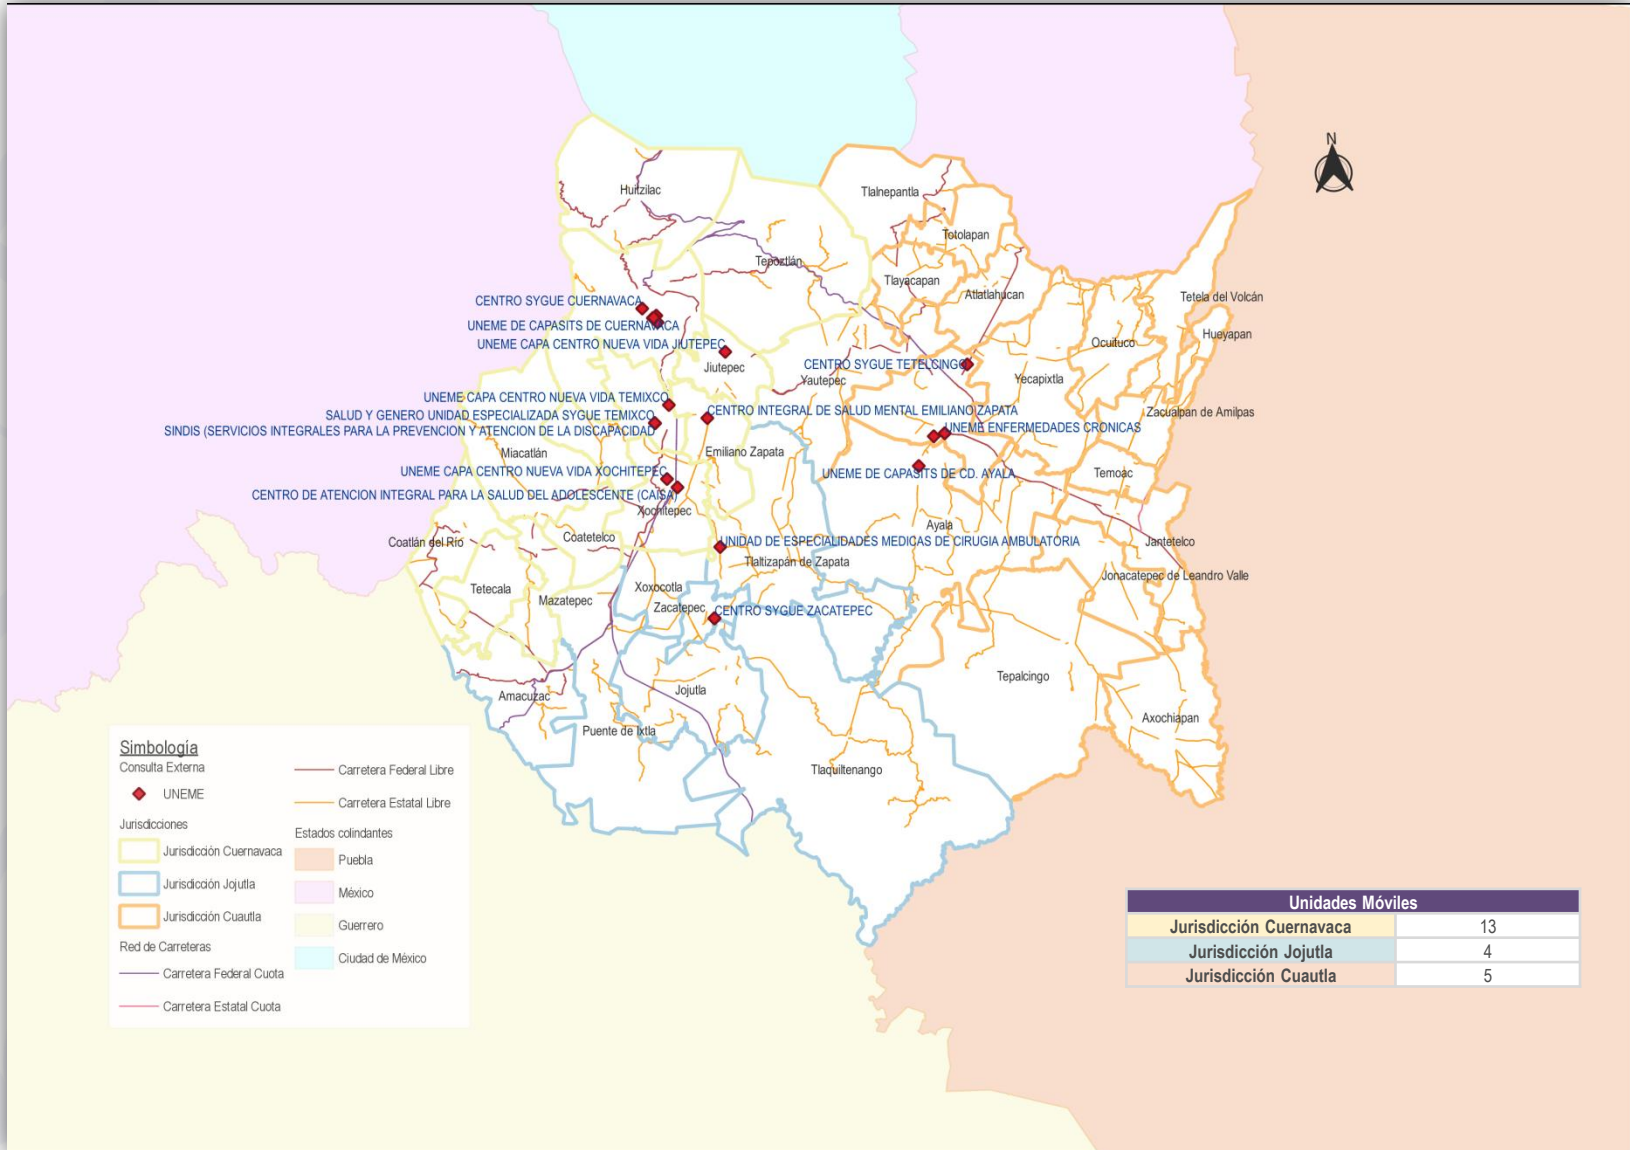 N
Huitzilac
Tlalnepantla
Totolapan
Tepoztlán
Tlayacapan
Atlatlahucan
Tetela del Volcán
CENTRO SYGUE CUERNAVACA
UNEME DE CAPASITS DE CUERNAVACA
Hueyapan
UNEME CAPA CENTRO NUEVA VIDA JIUTEPEC
Ocuituco
Jiutepec
CENTRO SYGUE TETELCINGO
Yautepec
Yecapixtla
UNEME CAPA CENTRO NUEVA VIDA TEMIXCO
CENTRO INTEGRAL DE SALUD MENTAL EMILIANO ZAPATA
Zacualpan de Amilpas
SALUD Y GENERO UNIDAD ESPECIALIZADA SYGUE TEMIXCO
SINDIS (SERVICIOS INTEGRALES PARA LA PREVENCION Y ATENCION DE LA DISCAPACIDAD
UNEME ENFERMEDADES CRONICAS
Miacatlán
Emiliano Zapata
UNEME CAPA CENTRO NUEVA VIDA XOCHITEPEC
UNEME DE CAPASITS DE CD. AYALA
Temoac
CENTRO DE ATENCION INTEGRAL PARA LA SALUD DEL ADOLESCENTE (CAISA)
Xochitepec
Ayala
Coatlán del Río
Coatetelco
UNIDAD DE ESPECIALIDADES MEDICAS DE CIRUGIA AMBULATORIA
Jantetelco
Tlaltizapán de Zapata
Jonacatepec de Leandro Valle
Tetecala
Mazatepec
Xoxocotla
Zacatepec
CENTRO SYGUE ZACATEPEC
Tepalcingo
Amacuzac
Jojutla
Axochiapan
Puente de Ixtla
Tlaquiltenango
Simbología
Consulta Externa
UNEME
Jurisdicciones
Jurisdicción Cuernavaca
Jurisdicción Jojutla
Jurisdicción Cuautla
Red de Carreteras
Carretera Federal Cuota
Carretera Estatal Cuota
Carretera Federal Libre
Carretera Estatal Libre
Estados colindantes
Puebla
México
Guerrero
Ciudad de México
Unidades Móviles
Jurisdicción Cuernavaca 13
Jurisdicción Jojutla 4
Jurisdicción Cuautla 5